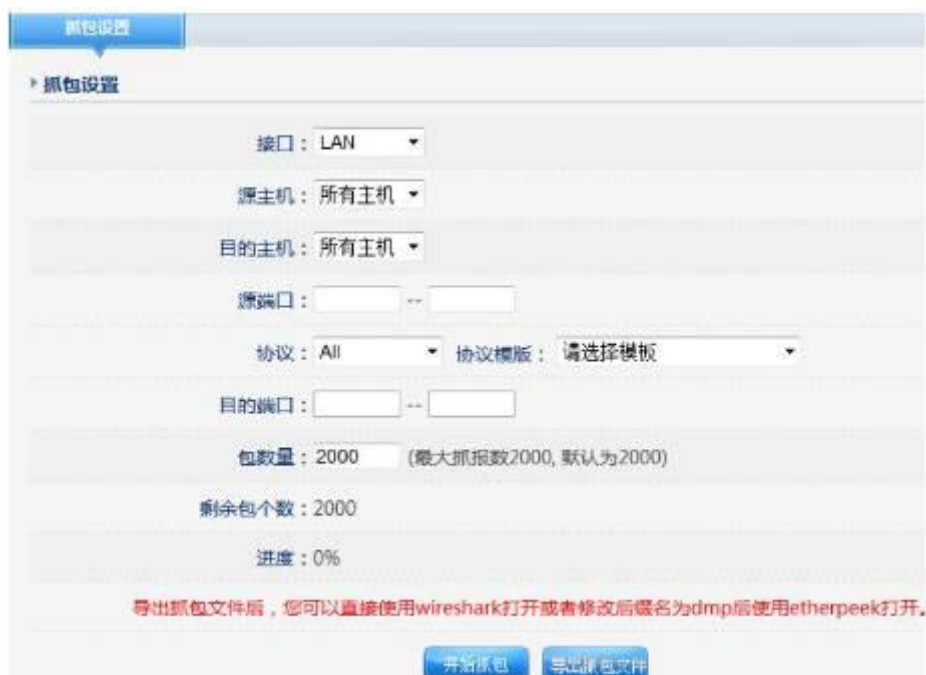 抓包设置
抓包设置
接口：LAN
源主机：所有主机
目的主机：所有主机
源端口： --
协议：All 协议模版： 请选择模板
目的端口： --
包数量：2000 (最大抓报数2000, 默认为2000)
剩余包个数：2000
进度：0%
导出抓包文件后，您可以直接使用wireshark打开或者修改后缀名为dmp后使用etherpeek打开。
开始抓包 导出抓包文件